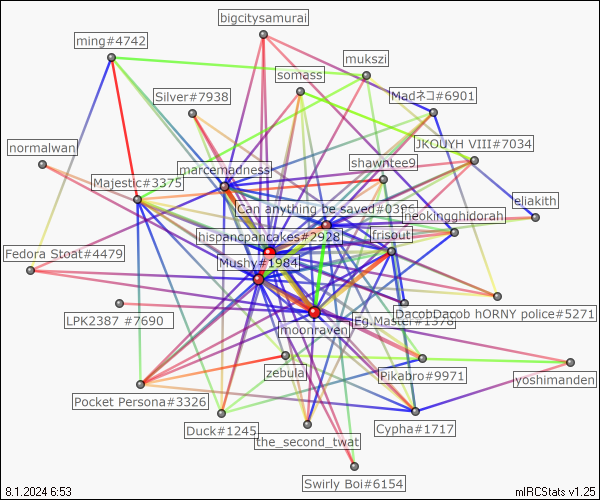 bigcitysamurai
ming#4742
mukszi
somass
Silver#7938
Madネコ#6901
JKOUYH VIII#7034
normalwan
shawntee9
marcemadness
Majestic#3375
eliakith
Can anything be saved#0396
neokingghidorah
hispancpancakes#2928
frisout
Fedora Stoat#4479
Mushy#1984
DacobDacob hORNY police#5271
LPK2387 #7690
Eg.Master#1378
moonraven
zebula
Pikabro#9971
yoshimanden
Pocket Persona#3326
Duck#1245
Cypha#1717
the_second_twat
Swirly Boi#6154
8.1.2024 6:53
mIRCStats v1.25